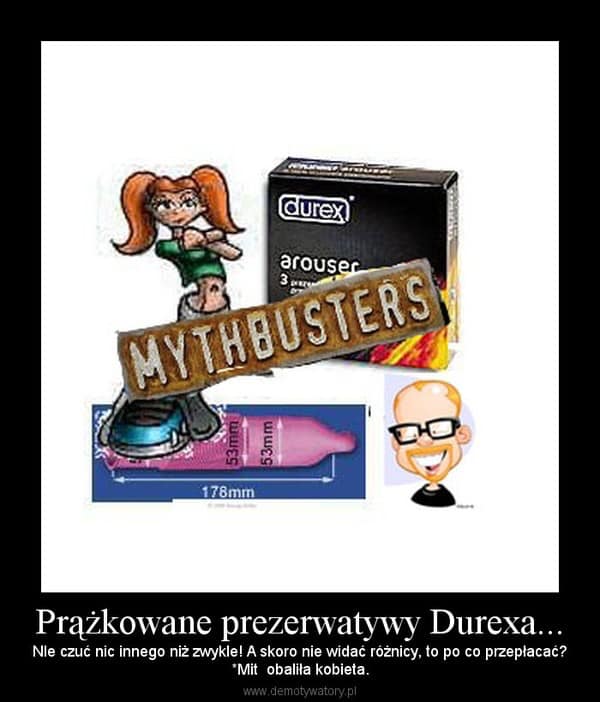 durex
arouser
3
MYTHBUSTERS
53mm
53mm
178mm
Prążkowane prezerwatywy Durexa...
NIe czuć nic innego niż zwykle! A skoro nie widać różnicy, to po co przepłacać?
*Mit obaliła kobieta.
www.demotywatory.pl